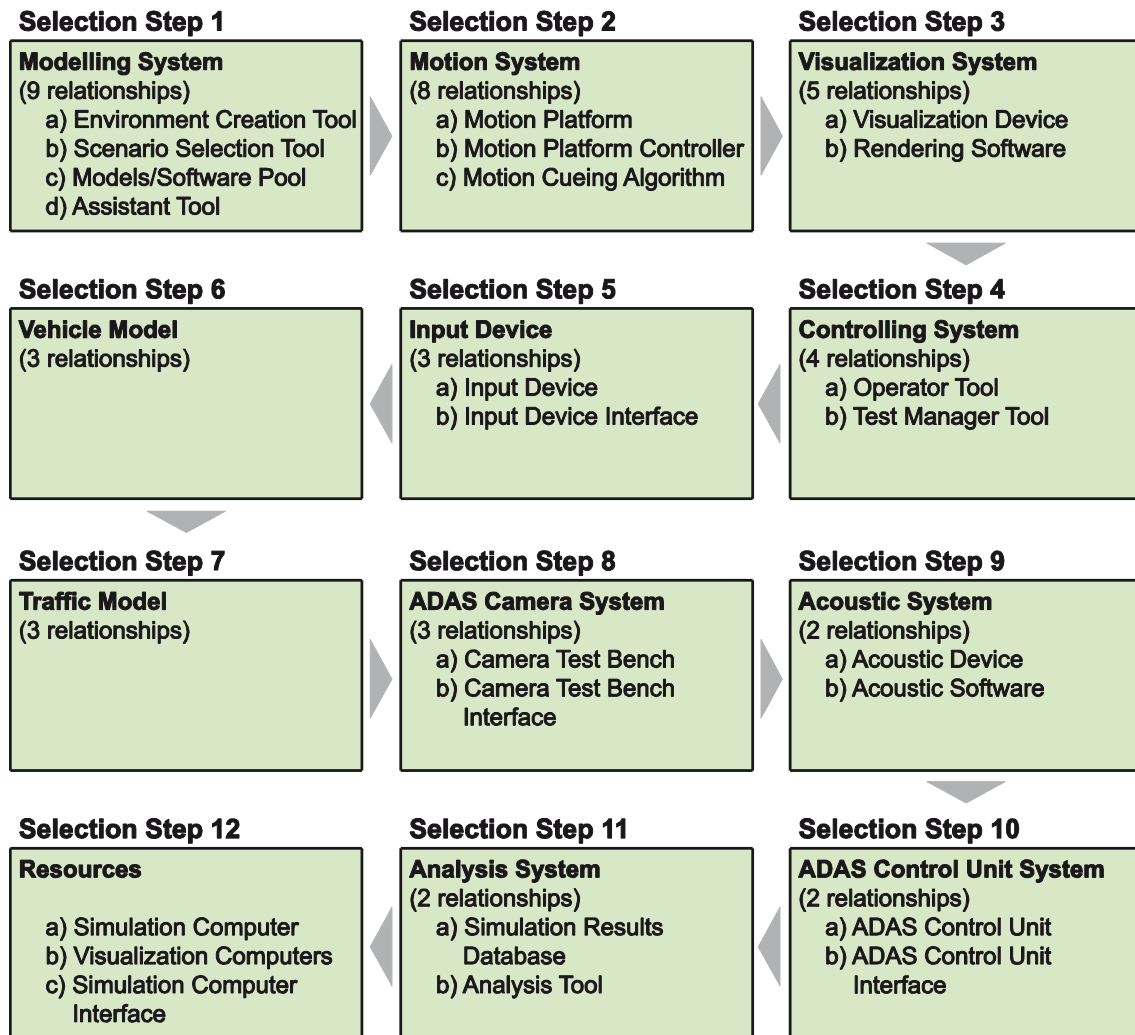 Selection Step 1
Modelling System
(9 relationships)
a) Environment Creation Tool
b) Scenario Selection Tool
c) Models/Software Pool
d) Assistant Tool
Selection Step 2
Motion System
(8 relationships)
a) Motion Platform
b) Motion Platform Controller
c) Motion Cueing Algorithm
Selection Step 3
Visualization System
(5 relationships)
a) Visualization Device
b) Rendering Software
Selection Step 4
Controlling System
(4 relationships)
a) Operator Tool
b) Test Manager Tool
Selection Step 5
Input Device
(3 relationships)
a) Input Device
b) Input Device Interface
Selection Step 6
Vehicle Model
(3 relationships)
Selection Step 7
Traffic Model
(3 relationships)
Selection Step 8
ADAS Camera System
(3 relationships)
a) Camera Test Bench
b) Camera Test Bench
Interface
Selection Step 9
Acoustic System
(2 relationships)
a) Acoustic Device
b) Acoustic Software
Selection Step 10
ADAS Control Unit System
(2 relationships)
a) ADAS Control Unit
b) ADAS Control Unit
Interface
Selection Step 11
Analysis System
(2 relationships)
a) Simulation Results
Database
b) Analysis Tool
Selection Step 12
Resources
a) Simulation Computer
b) Visualization Computers
c) Simulation Computer
Interface